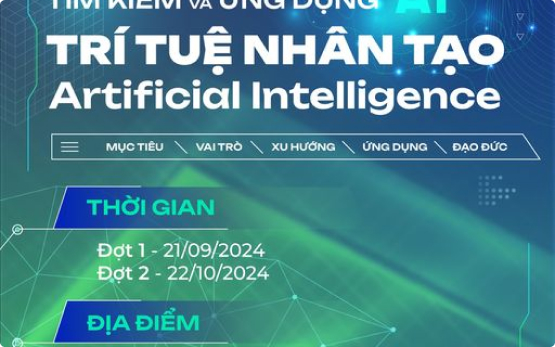 TÌM KIẾM VÀ ỨNG DỤNG AI
TRÍ TUỆ NHÂN TẠO
Artificial Intelligence
MỤC TIÊU VAI TRÒ XU HƯỚNG ỨNG DỤNG ĐẠO ĐỨC
THỜI GIAN
Đợt 1 - 21/09/2024
Đợt 2 - 22/10/2024
ĐỊA ĐIỂM